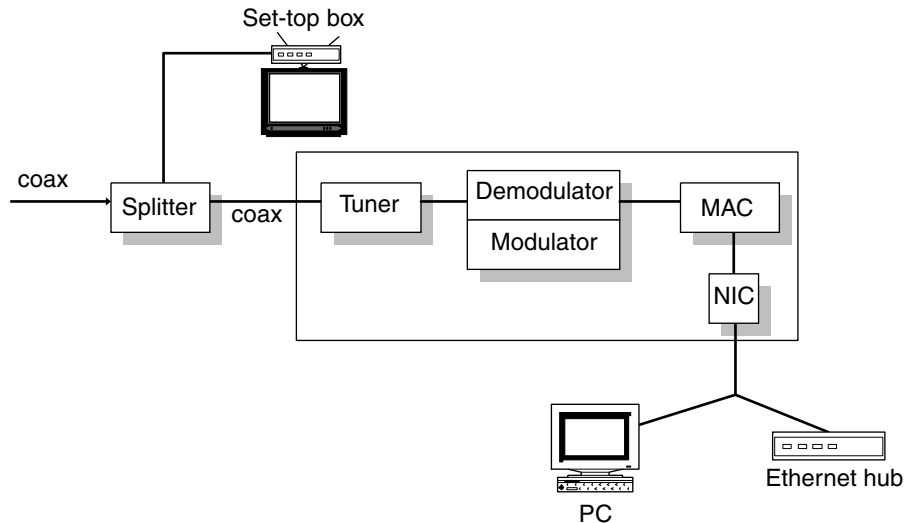 Set-top box
coax
Splitter
coax
Tuner
Demodulator
Modulator
MAC
NIC
PC
Ethernet hub